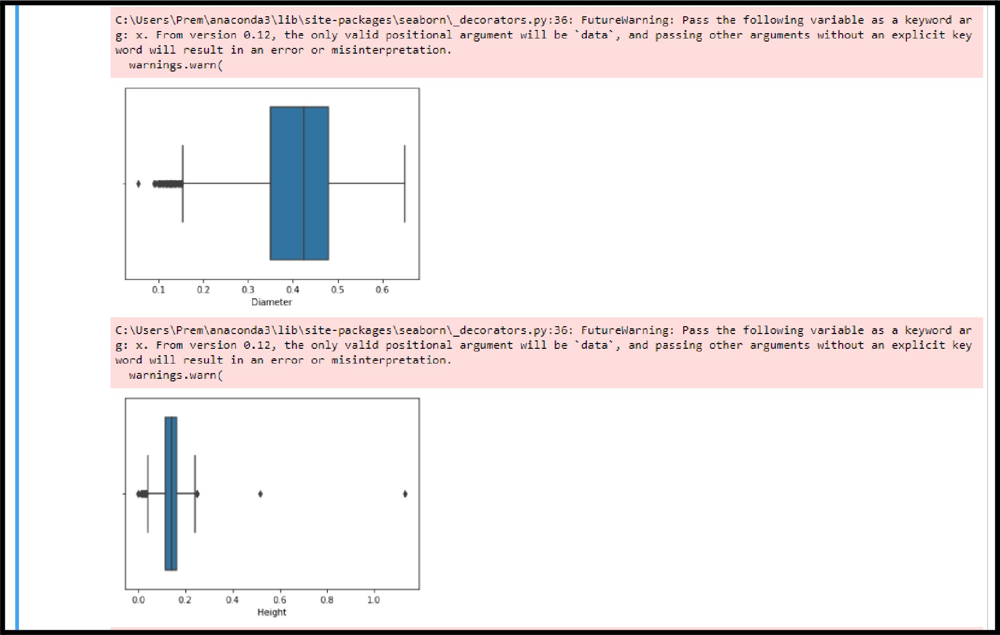 C:\Users\Prem\anaconda3\lib\site-packages\seaborn\_decorators.py:36: FutureWarning: Pass the following variable as a keyword ar
g: x. From version 0.12, the only valid positional argument will be `data`, and passing other arguments without an explicit key
word will result in an error or misinterpretation.
  warnings.warn(
0.1 0.2 0.3 0.4 0.5 0.6
Diameter
C:\Users\Prem\anaconda3\lib\site-packages\seaborn\_decorators.py:36: FutureWarning: Pass the following variable as a keyword ar
g: x. From version 0.12, the only valid positional argument will be `data`, and passing other arguments without an explicit key
word will result in an error or misinterpretation.
  warnings.warn(
0.0 0.2 0.4 0.6 0.8 1.0
Height